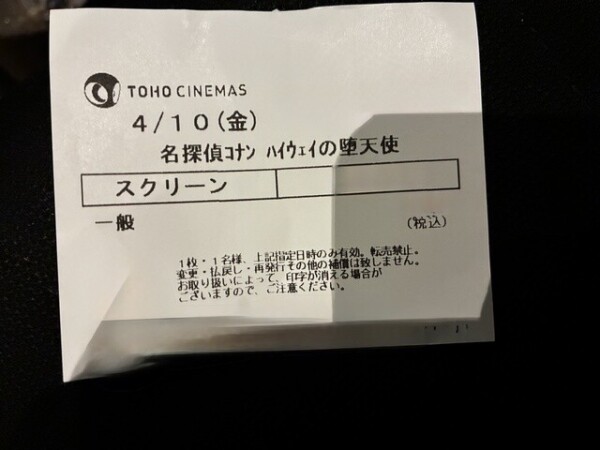 TOHO CINEMAS
4/10(金)
名探偵ｺﾅﾝ ﾊｲｳｪｲの堕天使
スクリーン
一般
(税込)
1枚・1名様、上記指定日時のみ有効。転売禁止。
変更・払戻し・再発行その他の補償は致しません。
お取り扱いによって、印字が消える場合が
ございますので、ご注意ください。